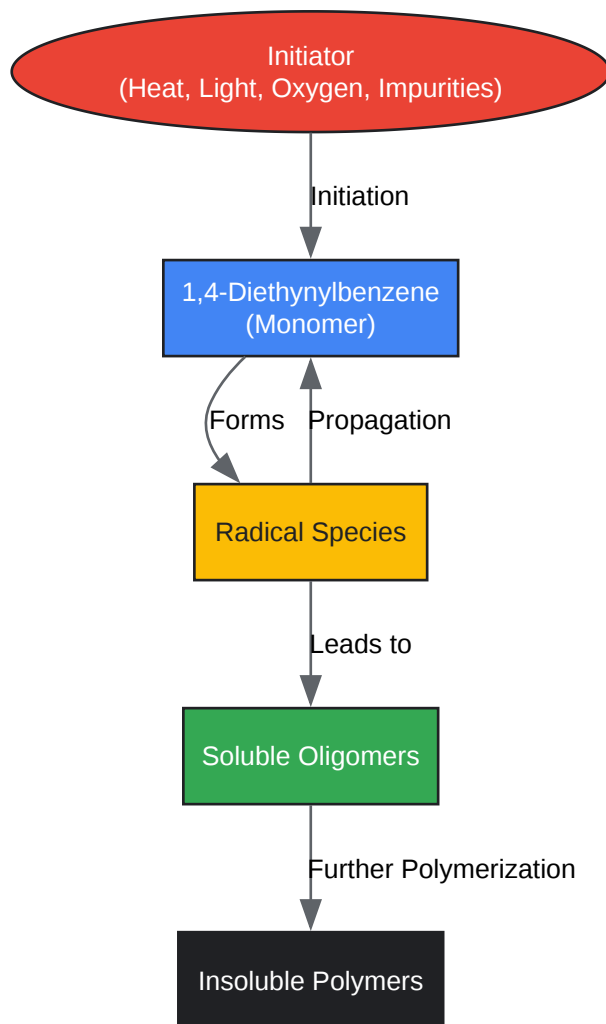 Initiator
(Heat, Light, Oxygen, Impurities)
Initiation
1,4-Diethynylbenzene
(Monomer)
Forms
Propagation
Radical Species
Leads to
Soluble Oligomers
Further Polymerization
Insoluble Polymers